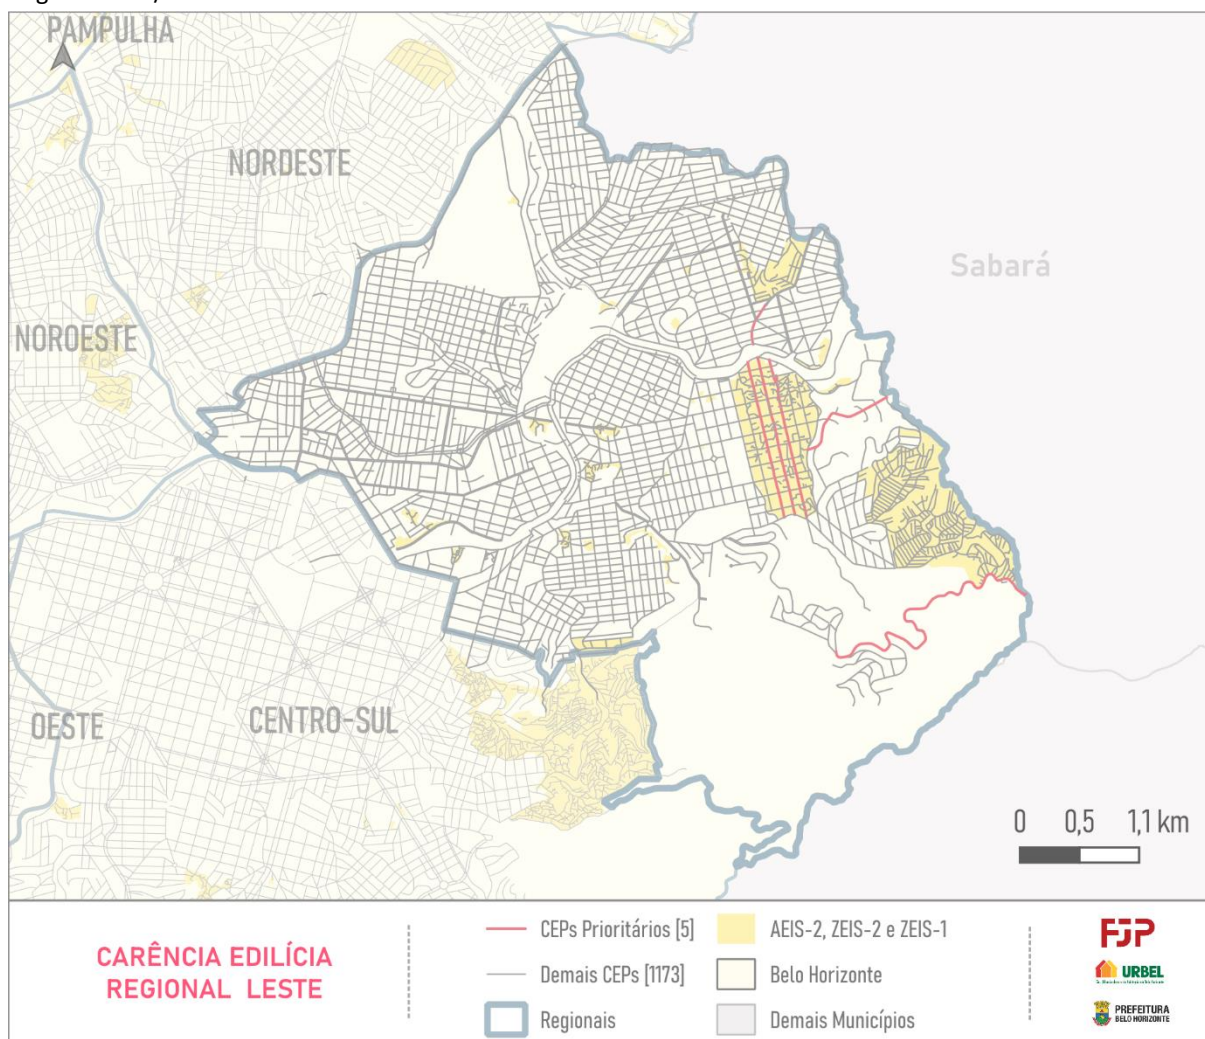 PAMPULHA
NORDESTE
Sabará
NOROESTE
OESTE
CENTRO-SUL
0 0,5 1,1 km
CARÊNCIA EDILÍCIA
REGIONAL LESTE
CEPs Prioritários [5]
Demais CEPs [1173]
Regionais
AEIS-2, ZEIS-2 e ZEIS-1
Belo Horizonte
Demais Municípios
FJP
URBEL
PREFEITURA
BELO HORIZONTE